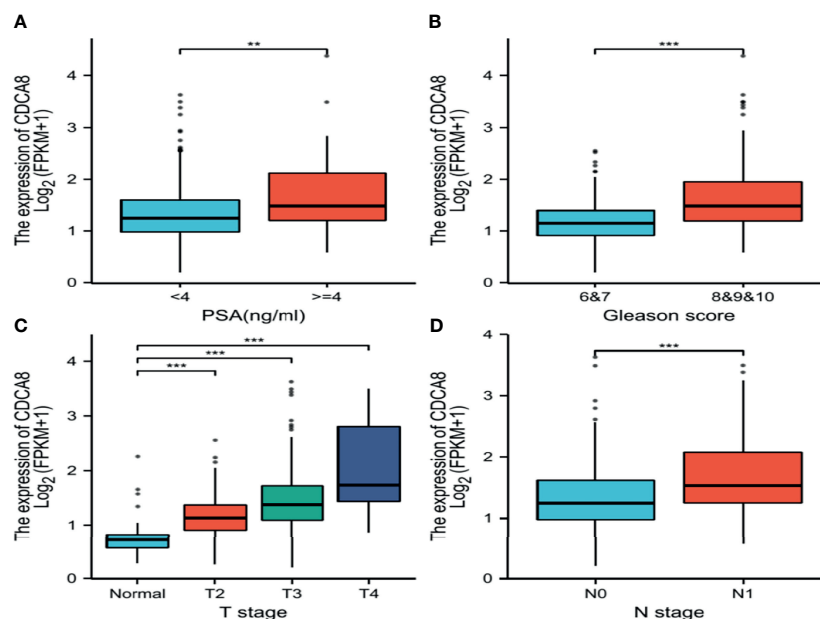 A
The expression of CDCA8
Log2 (FPKM+1)
4
3
2
1
0
**
<4
>=4
PSA(ng/ml)
B
The expression of CDCA8
Log2 (FPKM+1)
4
3
2
1
0
***
6&7
8&9&10
Gleason score
C
The expression of CDCA8
Log2 (FPKM+1)
4
3
2
1
0
***
***
***
Normal
T2
T3
T4
T stage
D
The expression of CDCA8
Log2 (FPKM+1)
4
3
2
1
0
***
N0
N1
N stage